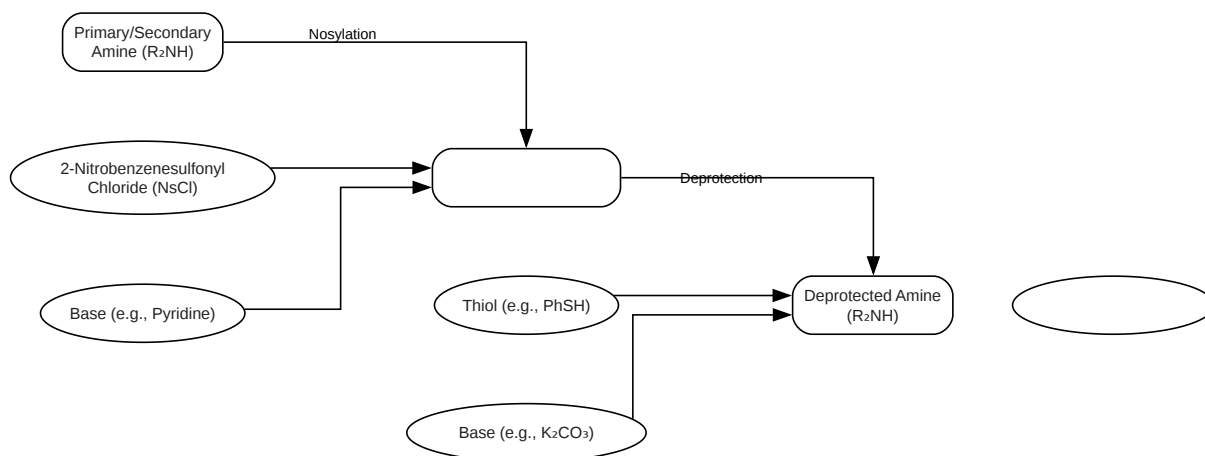 Primary/Secondary
Amine (R₂NH)
Nosylation
2-Nitrobenzenesulfonyl
Chloride (NsCl)
Deprotection
Base (e.g., Pyridine)
Thiol (e.g., PhSH)
Deprotected Amine
(R₂NH)
Base (e.g., K₂CO₃)